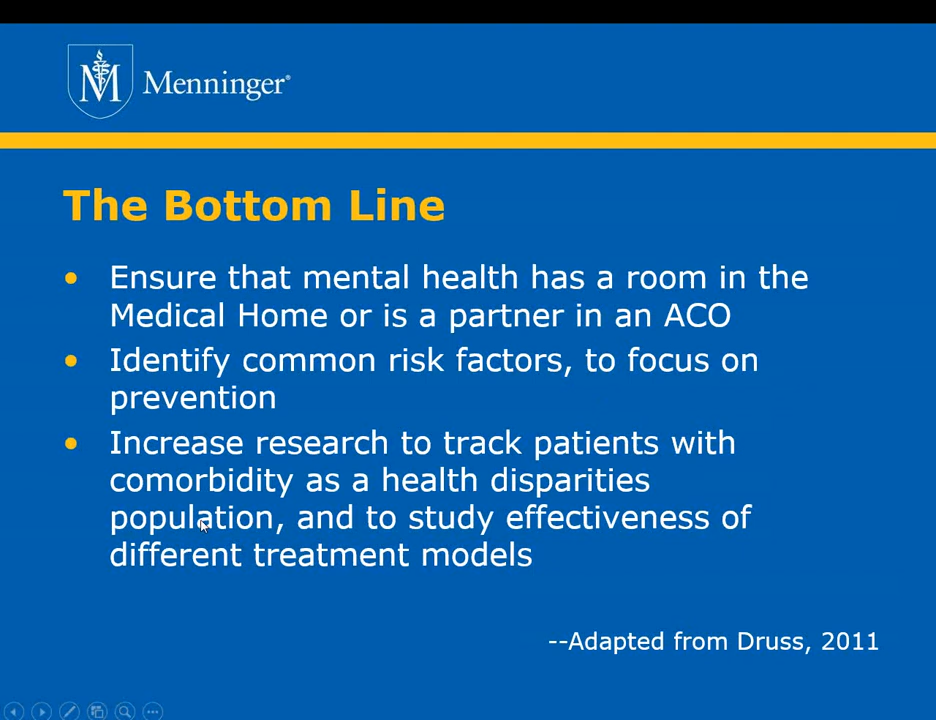 M
Menninger®
The Bottom Line
• Ensure that mental health has a room in the
Medical Home or is a partner in an ACO
• Identify common risk factors, to focus on
prevention
• Increase research to track patients with
comorbidity as a health disparities
population, and to study effectiveness of
different treatment models
--Adapted from Druss, 2011